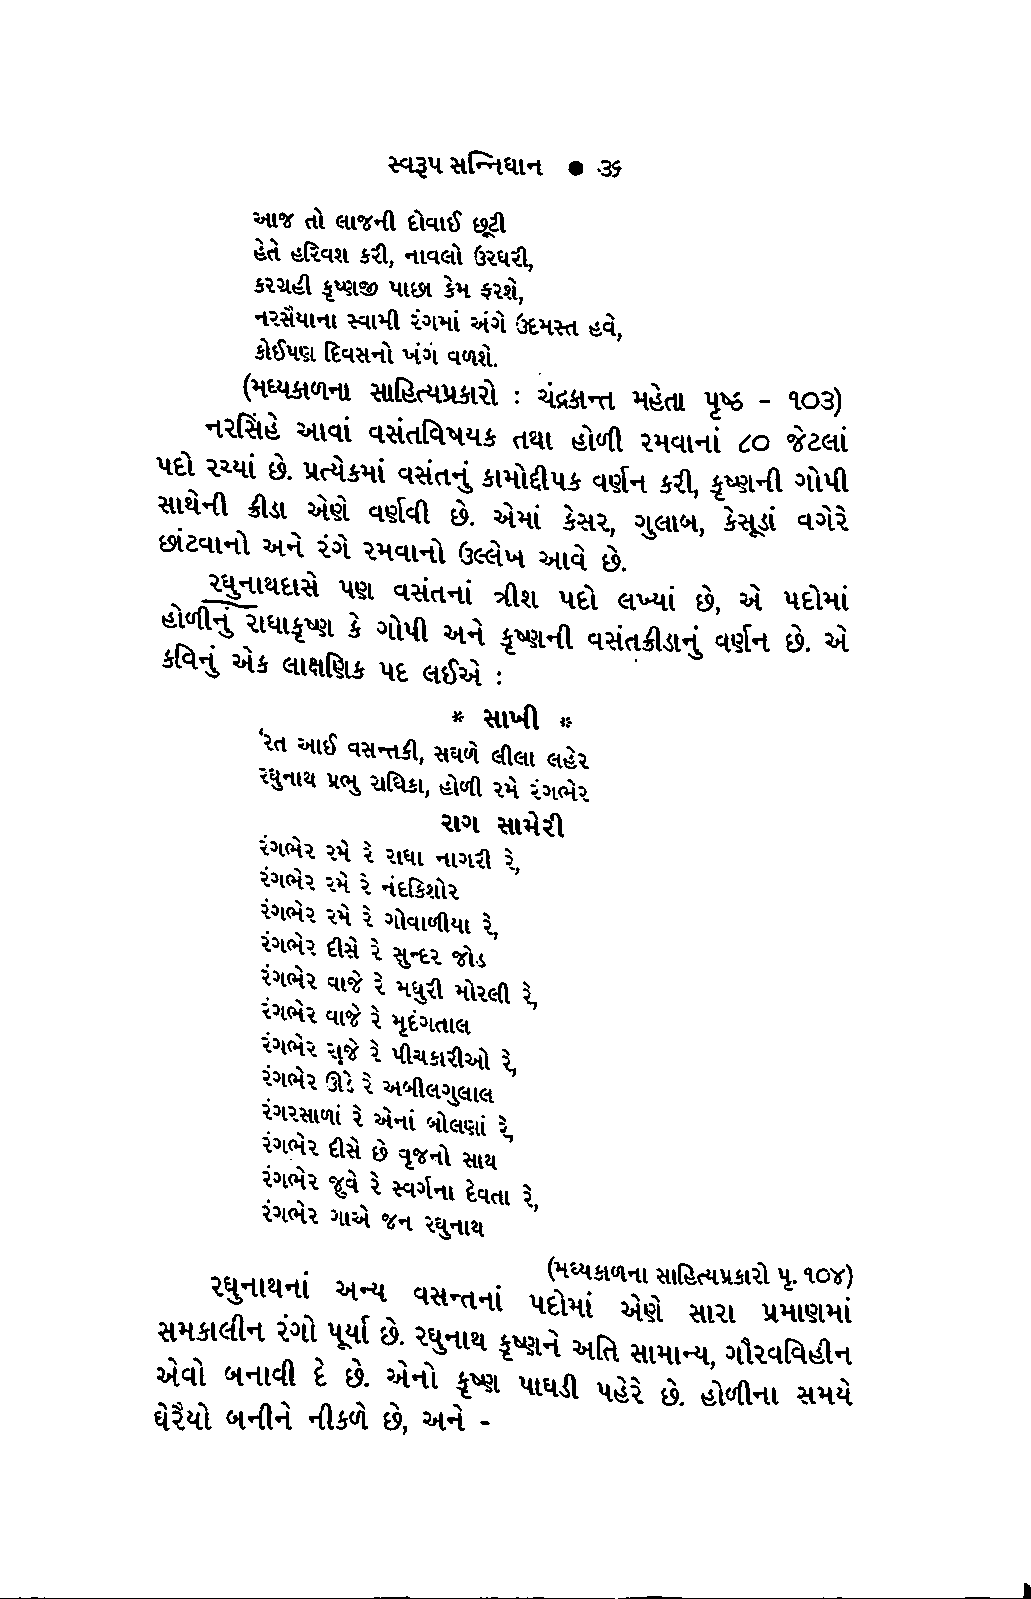 સ્વરૂપ સન્નિધાન ● ૩૬
આજ તો લાજની દોવાઈ છૂટી
હેતે હરિવશ કરી, નાવલો ઉરધરી,
કરગ્રહી કૃષ્ણજી પાછા કેમ ફરશે,
નરસૈયાના સ્વામી રંગમાં અંગે ઉદમસ્ત હવે,
કોઈપણ દિવસનો ખંગ વળશે.
(મધ્યકાળના સાહિત્યપ્રકારો : ચંદ્રકાન્ત મહેતા પૃષ્ઠ - ૧૦૩)
નરસિંહે આવાં વસંતવિષયક તથા હોળી રમવાનાં ૮૦ જેટલાં
પદો રચ્યાં છે. પ્રત્યેકમાં વસંતનું કામોદ્દીપક વર્ણન કરી, કૃષ્ણની ગોપી
સાથેની ક્રીડા એણે વર્ણવી છે. એમાં કેસર, ગુલાબ, કેસૂડાં વગેરે
છાંટવાનો અને રંગે રમવાનો ઉલ્લેખ આવે છે.
રઘુનાથદાસે પણ વસંતનાં ત્રીશ પદો લખ્યાં છે, એ પદોમાં
હોળીનું રાધાકૃષ્ણ કે ગોપી અને કૃષ્ણની વસંતક્રીડાનું વર્ણન છે. એ
કવિનું એક લાક્ષણિક પદ લઈએ :
* સાખી *
'રત આઈ વસન્તકી, સઘળે લીલા લહેર
રઘુનાથ પ્રભુ રાધિકા, હોળી રમે રંગભેર
રાગ સામેરી
રંગભેર રમે રે રાધા નાગરી રે,
રંગભેર રમે રે નંદકિશોર
રંગભેર રમે રે ગોવાળીયા રે,
રંગભેર દીસે રે સુન્દર જોડ
રંગભેર વાજે રે મધુરી મોરલી રે,
રંગભેર વાજે રે મૃદંગતાલ
રંગભેર સૂજે રે પીચકારીઓ રે,
રંગભેર ઊડે રે અબીલગુલાલ
રંગરસાળાં રે એનાં બોલણાં રે,
રંગભેર દીસે છે વૃજનો સાથ
રંગભેર જુવે રે સ્વર્ગના દેવતા રે,
રંગભેર ગાએ જન રઘુનાથ
(મધ્યકાળના સાહિત્યપ્રકારો પૃ. ૧૦૪)
રઘુનાથનાં અન્ય વસન્તનાં પદોમાં એણે સારા પ્રમાણમાં
સમકાલીન રંગો પૂર્યા છે. રઘુનાથ કૃષ્ણને અતિ સામાન્ય, ગૌરવવિહીન
એવો બનાવી દે છે. એનો કૃષ્ણ પાઘડી પહેરે છે. હોળીના સમયે
ઘેરૈયો બનીને નીકળે છે, અને -